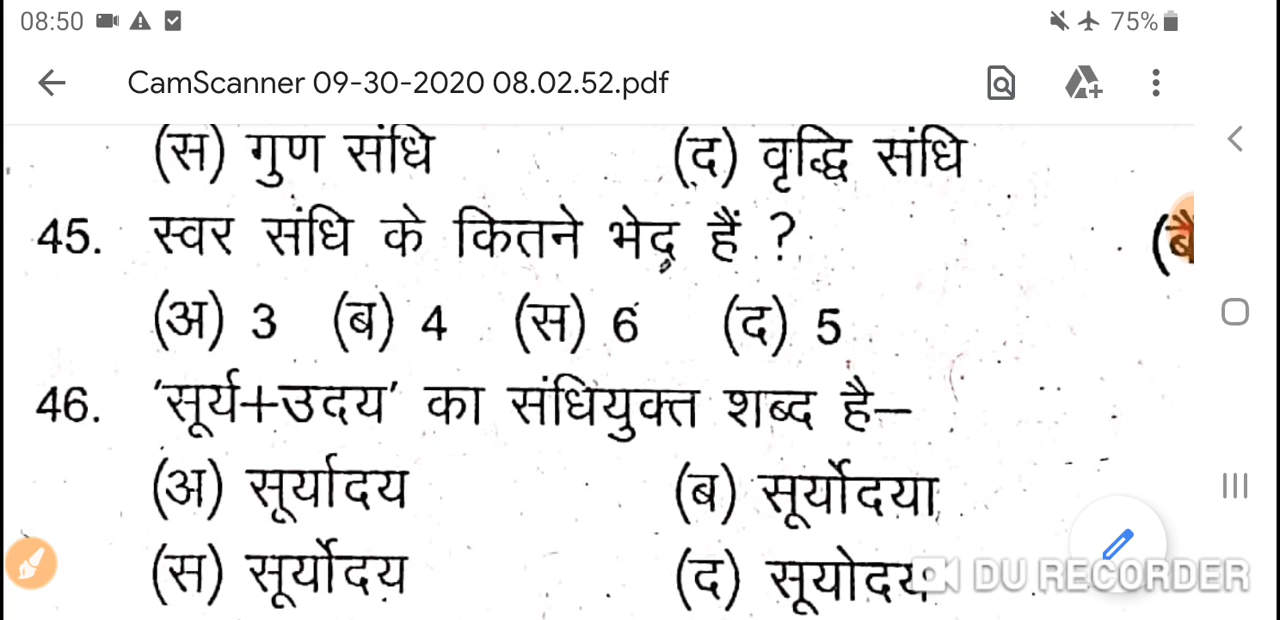 08:50 75%
CamScanner 09-30-2020 08.02.52.pdf
(स) गुण संधि (द) वृद्धि संधि
45. स्वर संधि के कितने भेद हैं ?
(अ) 3 (ब) 4 (स) 6 (द) 5
46. 'सूर्य+उदय' का संधियुक्त शब्द है–
(अ) सूर्यादय (ब) सूर्योदया
(स) सूर्योदय (द) सूयोदय
DU RECORDER